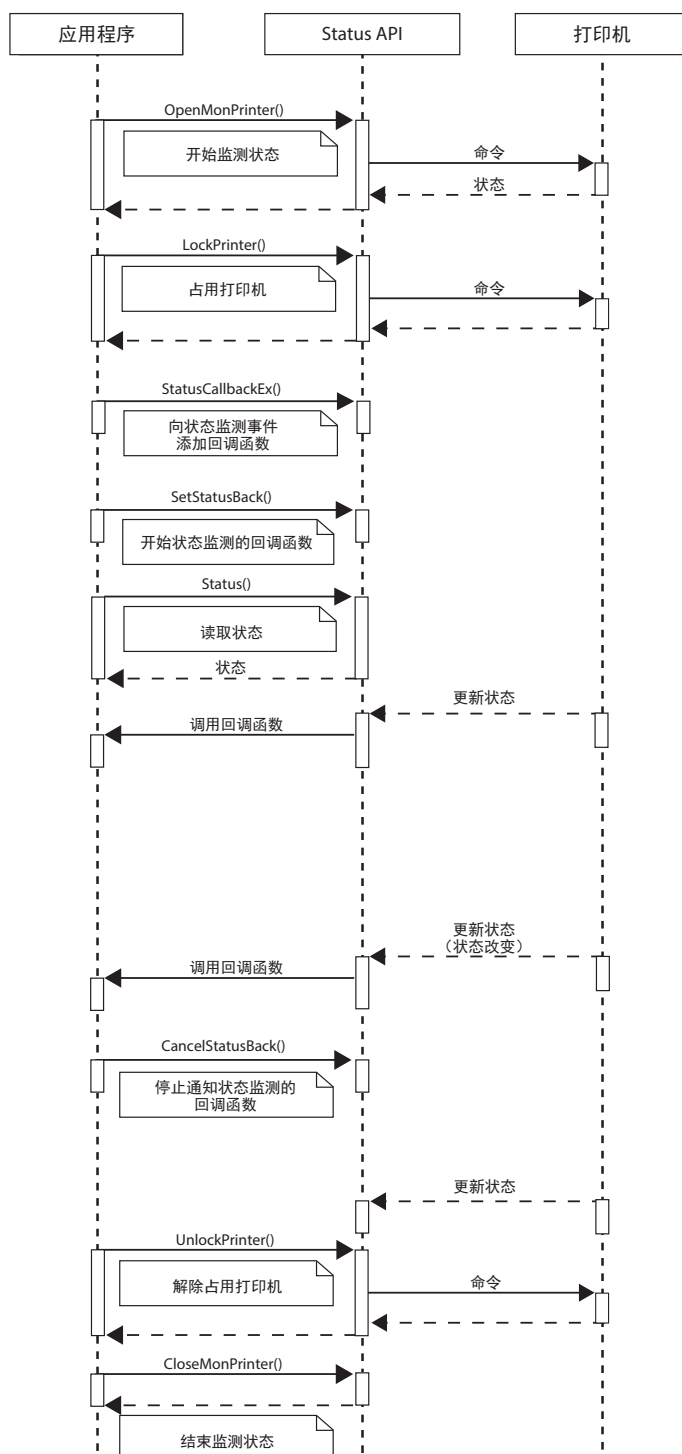 应用程序
Status API
打印机
OpenMonPrinter()
开始监测状态
命令
状态
LockPrinter()
占用打印机
命令
StatusCallbackEx()
向状态监测事件
添加回调函数
SetStatusBack()
开始状态监测的回调函数
Status()
读取状态
状态
更新状态
调用回调函数
更新状态
（状态改变）
调用回调函数
CancelStatusBack()
停止通知状态监测的
回调函数
更新状态
UnlockPrinter()
解除占用打印机
命令
CloseMonPrinter()
结束监测状态